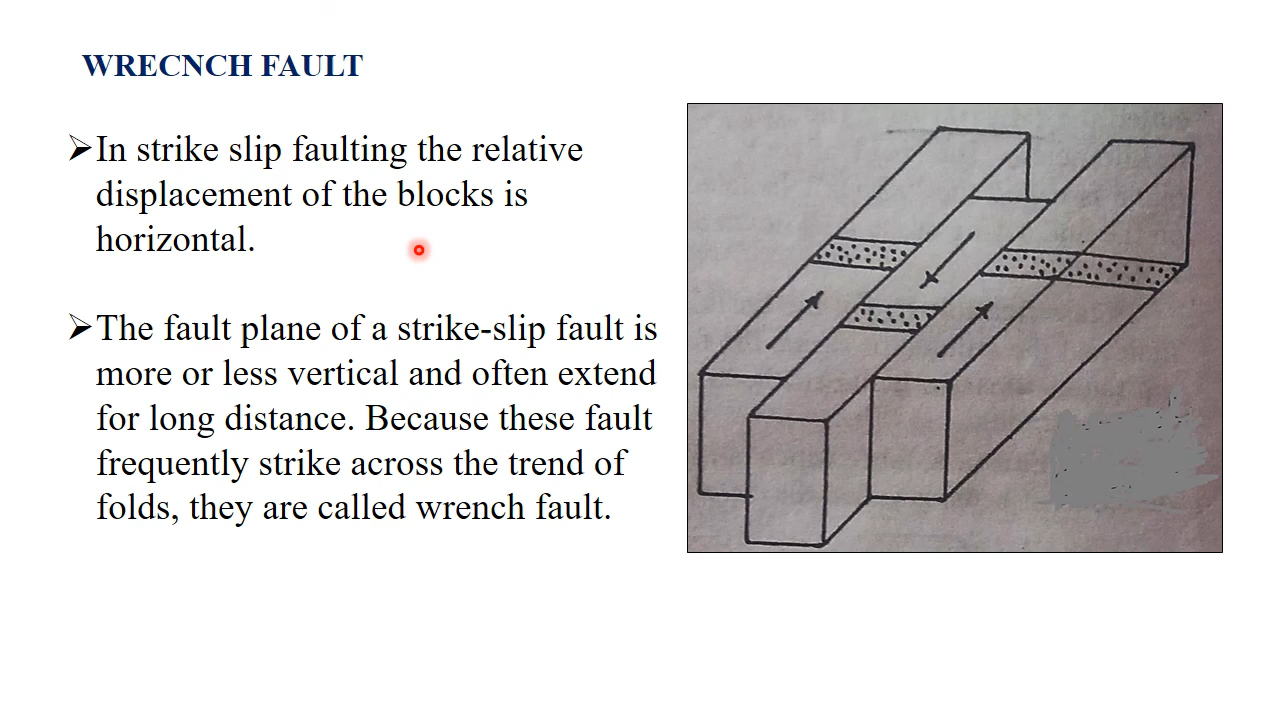 WRECNCH FAULT
➢In strike slip faulting the relative
displacement of the blocks is
horizontal.
➢The fault plane of a strike-slip fault is
more or less vertical and often extend
for long distance. Because these fault
frequently strike across the trend of
folds, they are called wrench fault.